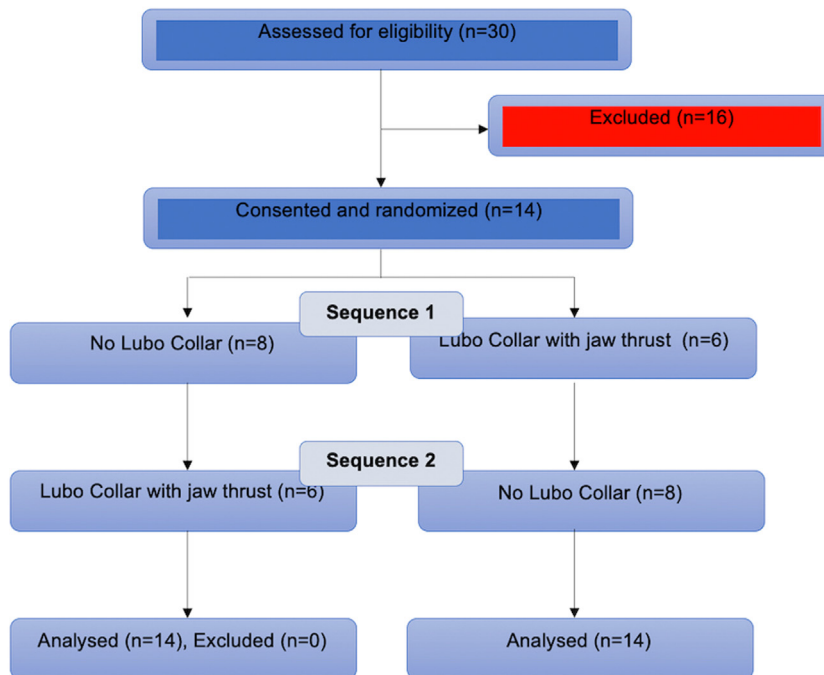 Assessed for eligibility (n=30)
Excluded (n=16)
Consented and randomized (n=14)
Sequence 1
No Lubo Collar (n=8)
Lubo Collar with jaw thrust (n=6)
Sequence 2
Lubo Collar with jaw thrust (n=6)
No Lubo Collar (n=8)
Analysed (n=14), Excluded (n=0)
Analysed (n=14)